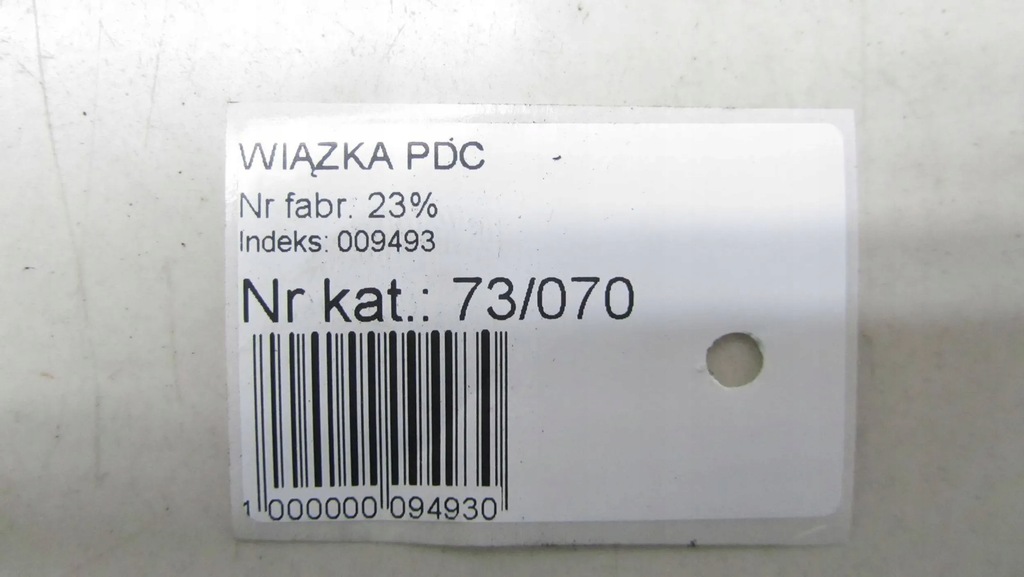 WIĄZKA PDC
Nr fabr. 23%
Indeks: 009493
Nr kat.: 73/070
1 000000 094930